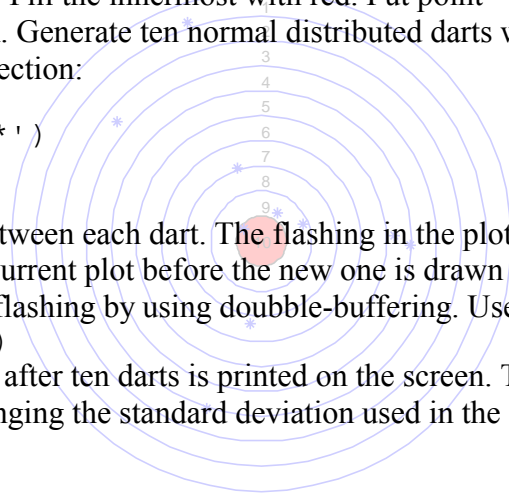 Fill the innermost with red. Put point
. Generate ten normal distributed darts w
ection:
3
4
*')
5
6
7
8
9
tween each dart. The flashing in the plot
urrent plot before the new one is drawn
flashing by using doubble-buffering. Use
)
after ten darts is printed on the screen. T
nging the standard deviation used in the